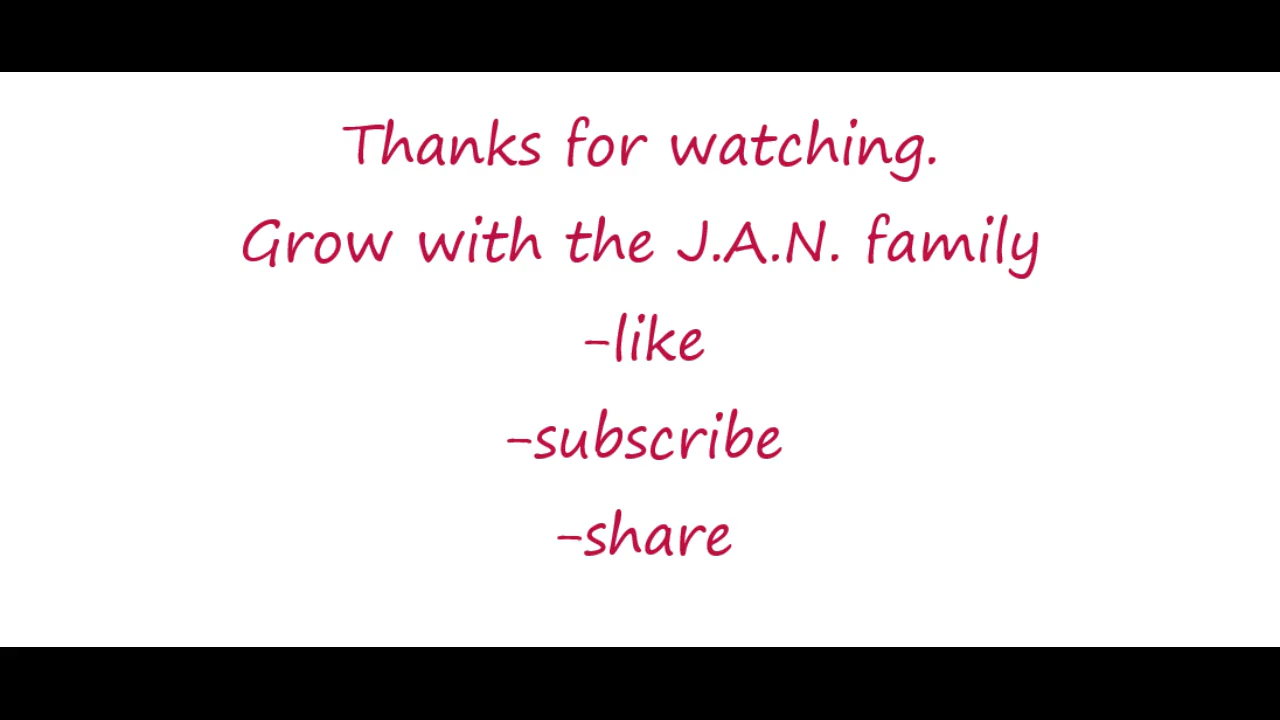 Thanks for watching.
Grow with the J.A.N. family
-like
-subscribe
-share